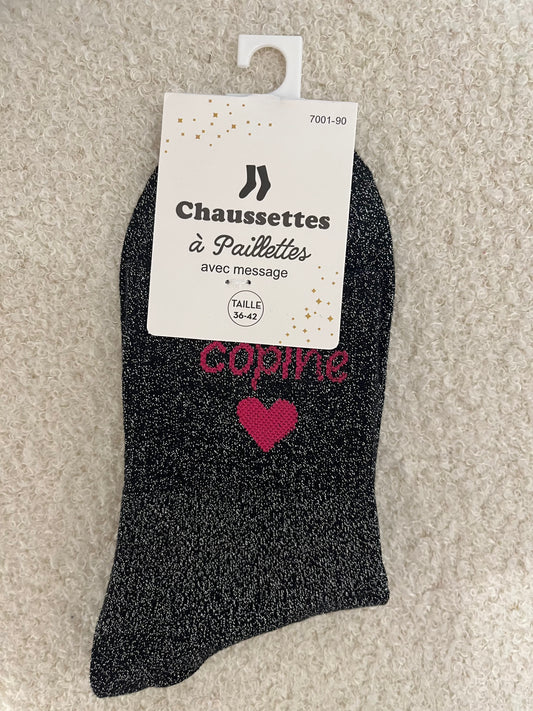 7001-90
Chaussettes
à Paillettes
avec message
TAILLE
36-42
copine